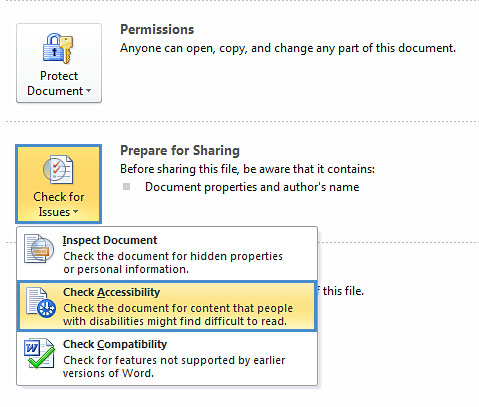 Permissions
Anyone can open, copy, and change any part of this document.
Protect
Document
Prepare for Sharing
Before sharing this file, be aware that it contains:
Document properties and author's name
Check for
Issues
Inspect Document
Check the document for hidden properties
or personal information.
of this file.
Check Accessibility
Check the document for content that people
with disabilities might find difficult to read.
Check Compatibility
Check for features not supported by earlier
versions of Word.